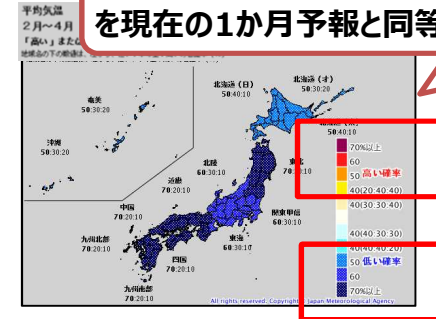 平均気温
2月～4月
を現在の1か月予報と同等
「高い」また
北海道 (日)
50:40:10
北海道 (オ)
50:30:20
50:40:10
奄美
50:30:20
沖縄
50:30:20
北陸
60:30:10
東北
近畿
70:20:10
中国
70:20:10
関東甲信
60:30:10
九州北部
70:20:10
四国
70:20:10
東海
60:30:10
九州南部
70:20:10
70%以上
60
50 高い確率
40(20:40:40)
40(30:30:40)
40(40:30:30)
40(40:40:20)
50 低い確率
60
70%以上
All rights reserved. Copyright © Japan Meteorological Agency